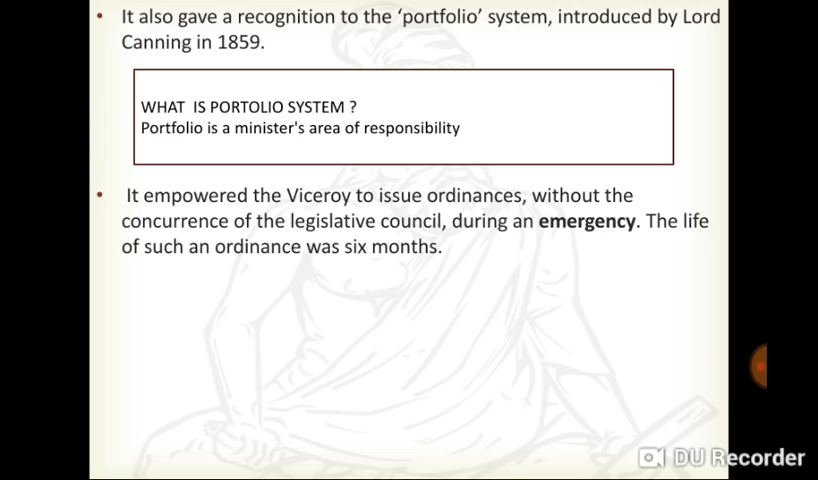 • It also gave a recognition to the ‘portfolio’ system, introduced by Lord
Canning in 1859.
WHAT IS PORTOLIO SYSTEM ?
Portfolio is a minister's area of responsibility
• It empowered the Viceroy to issue ordinances, without the
concurrence of the legislative council, during an emergency. The life
of such an ordinance was six months.
DU Recorder